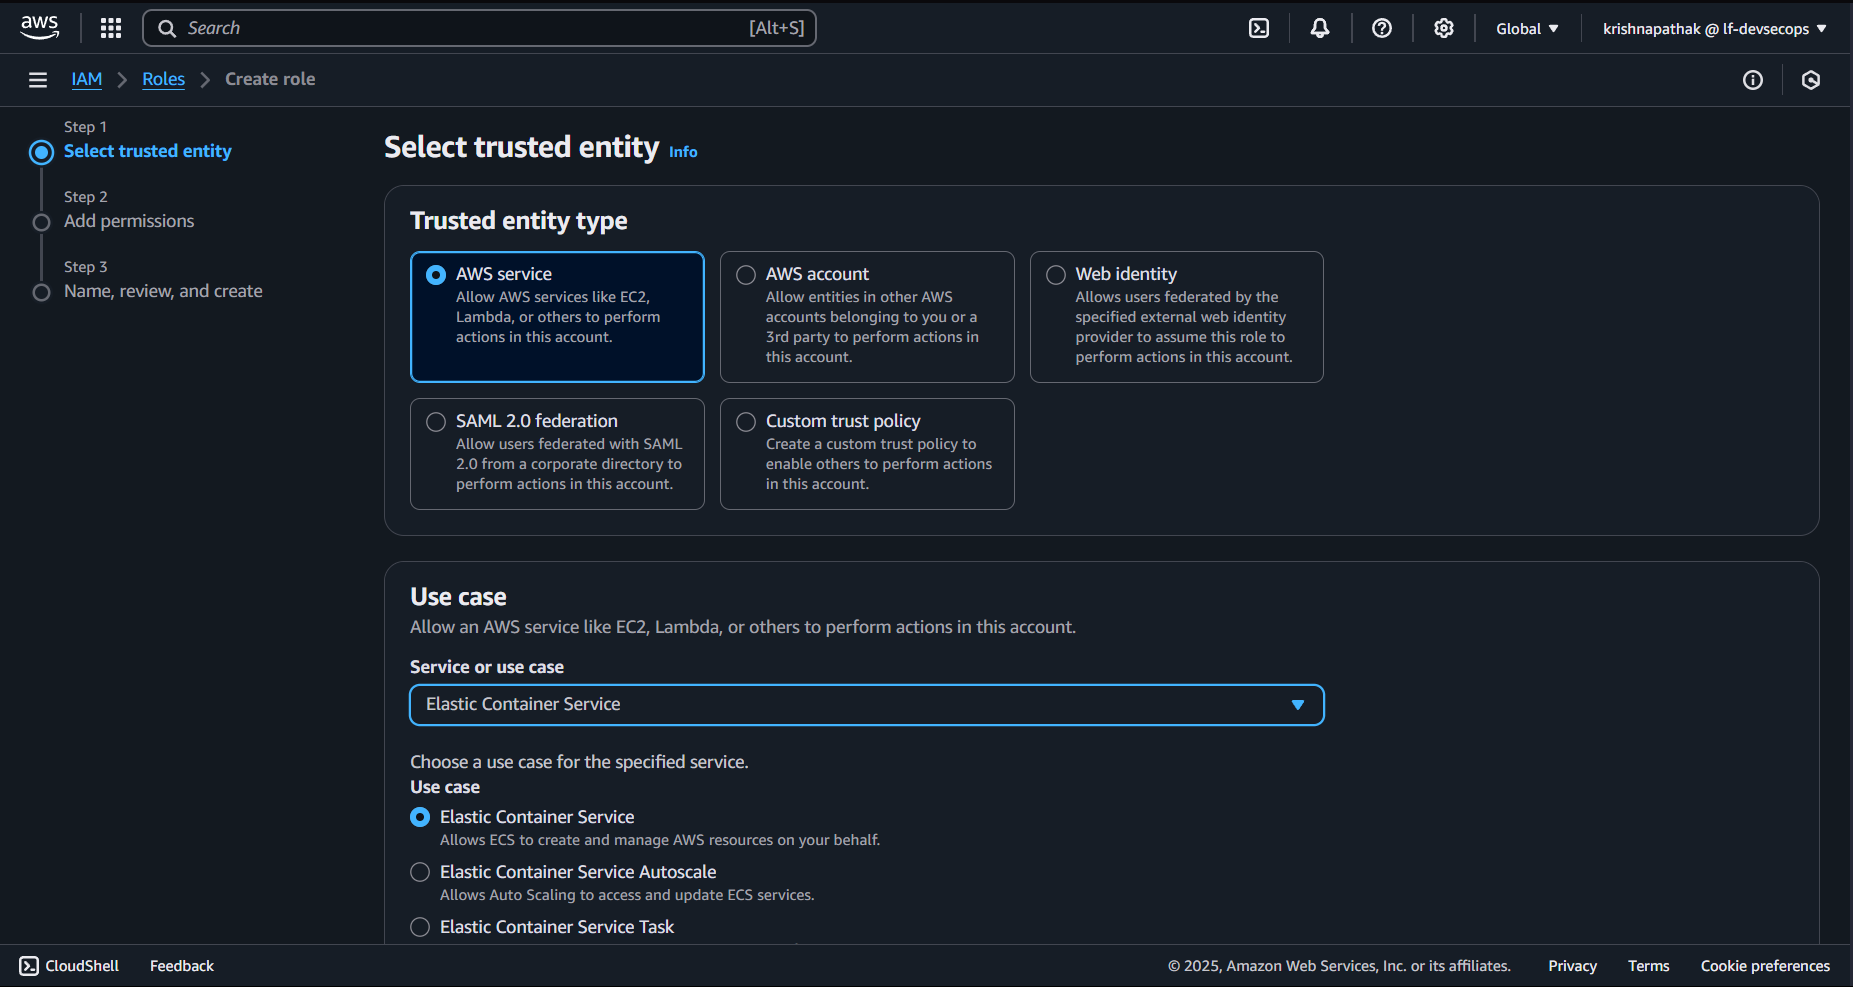 aws
Search [Alt+S]
Global
krishnapathak @ lf-devsecops
IAM
Roles
Create role
Step 1
Select trusted entity
Step 2
Add permissions
Step 3
Name, review, and create
Select trusted entity Info
Trusted entity type
AWS service
Allow AWS services like EC2,
Lambda, or others to perform
actions in this account.
AWS account
Allow entities in other AWS
accounts belonging to you or a
3rd party to perform actions in
this account.
Web identity
Allows users federated by the
specified external web identity
provider to assume this role to
perform actions in this account.
SAML 2.0 federation
Allow users federated with SAML
2.0 from a corporate directory to
perform actions in this account.
Custom trust policy
Create a custom trust policy to
enable others to perform actions
in this account.
Use case
Allow an AWS service like EC2, Lambda, or others to perform actions in this account.
Service or use case
Elastic Container Service
Choose a use case for the specified service.
Use case
Elastic Container Service
Allows ECS to create and manage AWS resources on your behalf.
Elastic Container Service Autoscale
Allows Auto Scaling to access and update ECS services.
Elastic Container Service Task
CloudShell
Feedback
© 2025, Amazon Web Services, Inc. or its affiliates.
Privacy
Terms
Cookie preferences